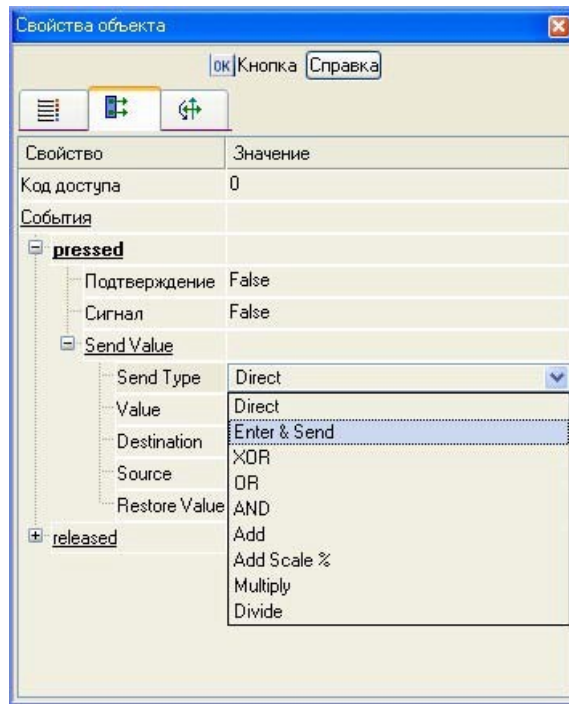 Свойства объекта
ОК Кнопка Справка
Свойство Значение
Код доступа 0
События
pressed
Подтверждение False
Сигнал False
Send Value
Send Type Direct
Value Direct
Enter & Send
Destination
XOR
Source
OR
Restore Value AND
released Add
Add Scale %
Multiply
Divide